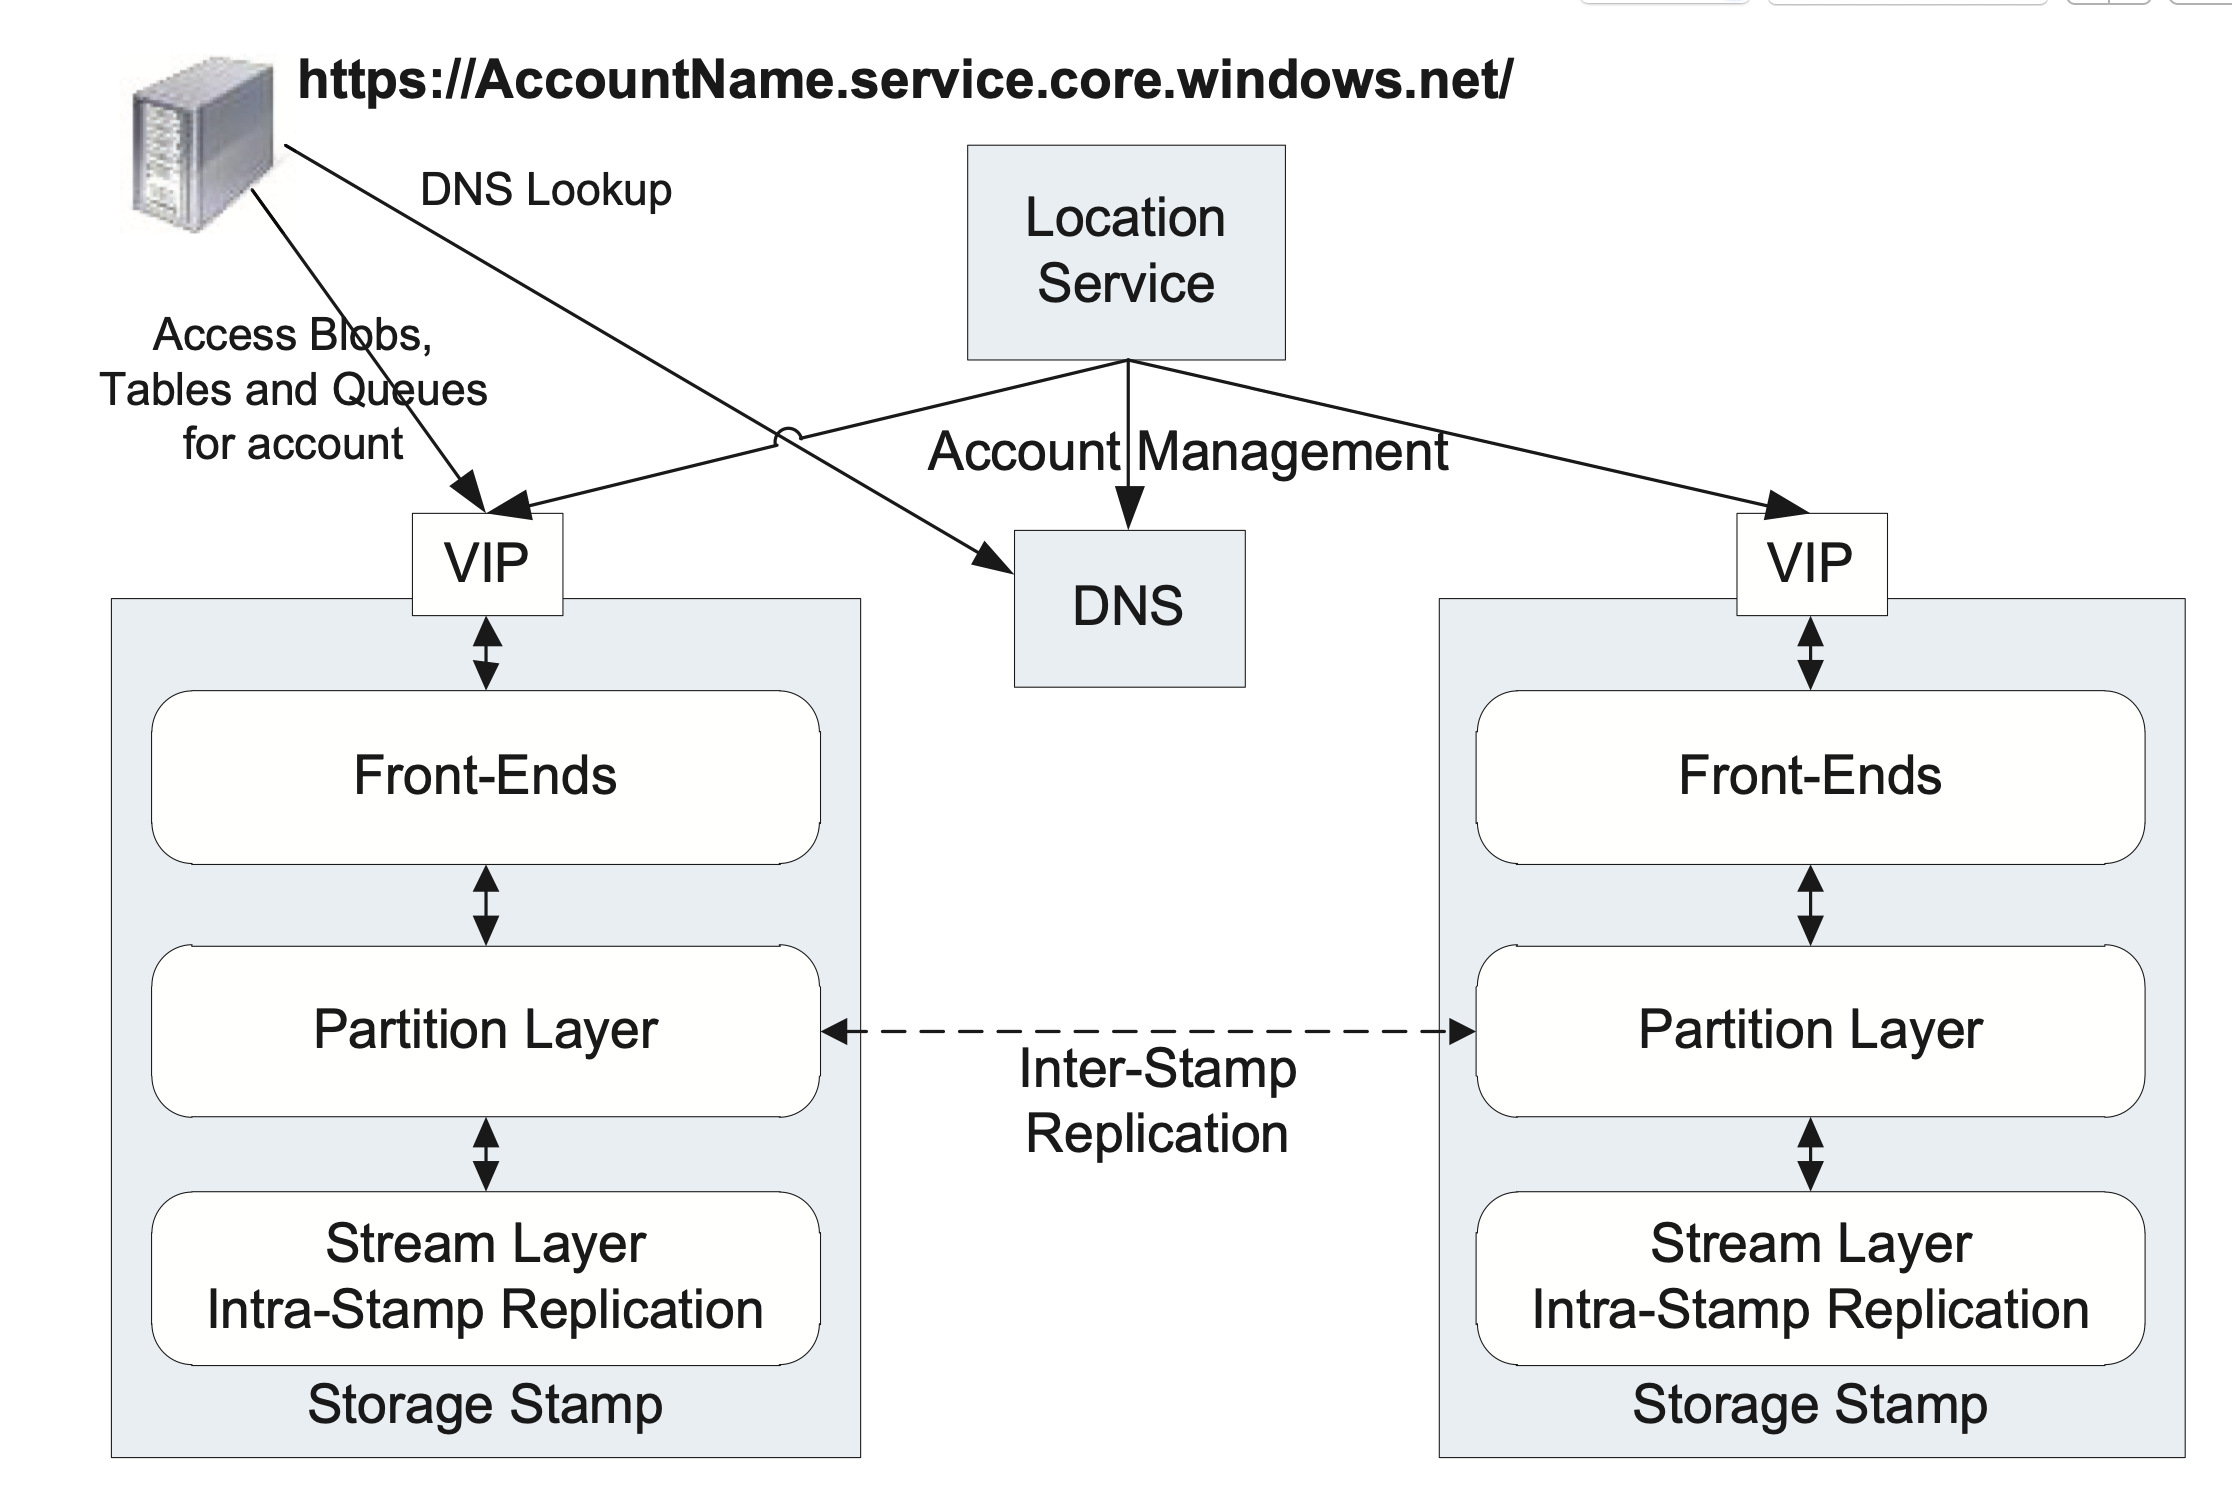 https://AccountName.service.core.windows.net/
DNS Lookup
Location
Service
Access Blobs,
Tables and Queues
for account
Account Management
VIP
DNS
VIP
Front-Ends
Front-Ends
Partition Layer
Partition Layer
Inter-Stamp
Replication
Stream Layer
Intra-Stamp Replication
Stream Layer
Intra-Stamp Replication
Storage Stamp
Storage Stamp